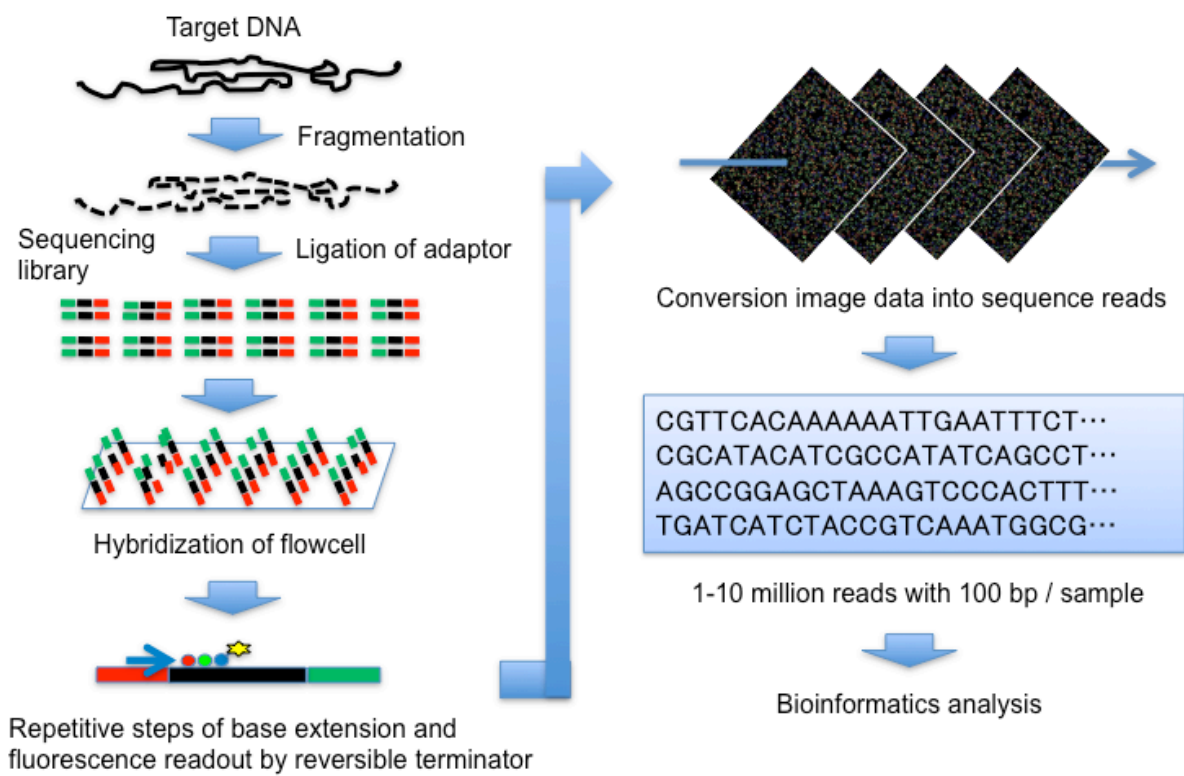 Target DNA
Fragmentation
Sequencing
library
Ligation of adaptor
Hybridization of flowcell
Repetitive steps of base extension and
fluorescence readout by reversible terminator
Conversion image data into sequence reads
CGTTCACAAAAAATTGAATTTCT⋯
CGCATACATCGCCATATCAGCCT⋯
AGCCGGAGCTAAAGTCCCACTTT⋯
TGATCATCTACCGTCAAATGGCG⋯
1-10 million reads with 100 bp / sample
Bioinformatics analysis